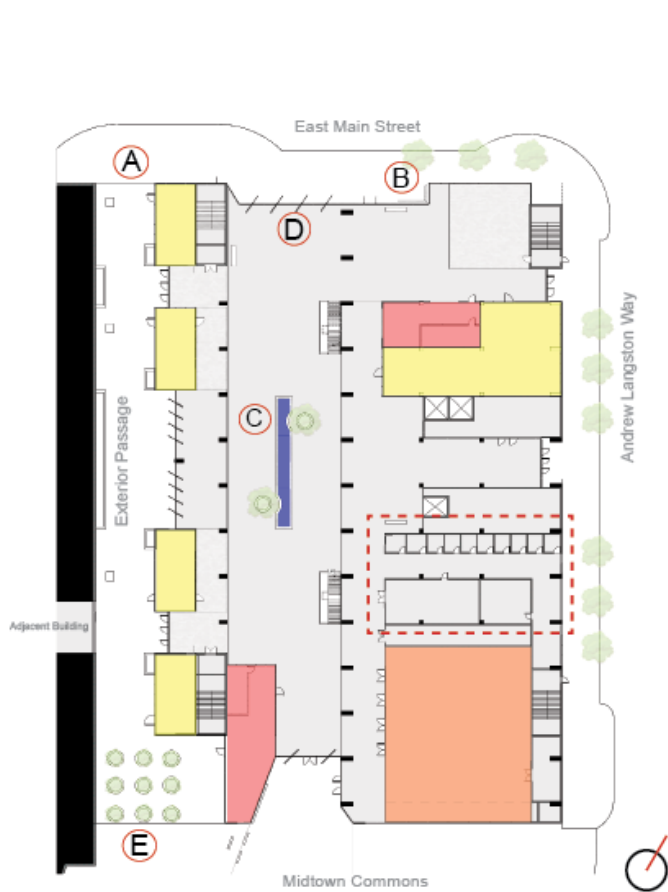 East Main Street
A
B
D
Andrew Langston Way
C
Exterior Passage
Adjacent Building
E
Midtown Commons